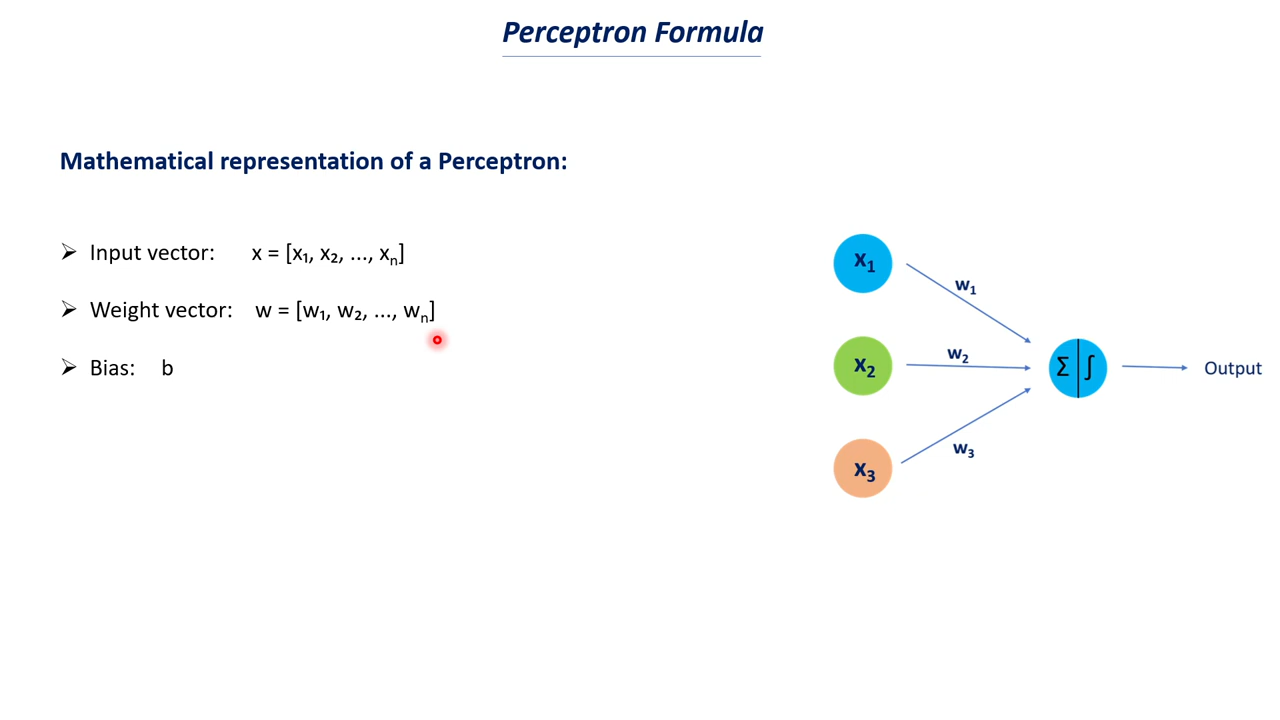 Perceptron Formula
Mathematical representation of a Perceptron:
➢ Input vector: x = [x₁, x₂, ..., xₙ]
➢ Weight vector: w = [w₁, w₂, ..., wₙ]
➢ Bias: b
x₁
w₁
x₂
w₂
Σ ∫
Output
w₃
x₃